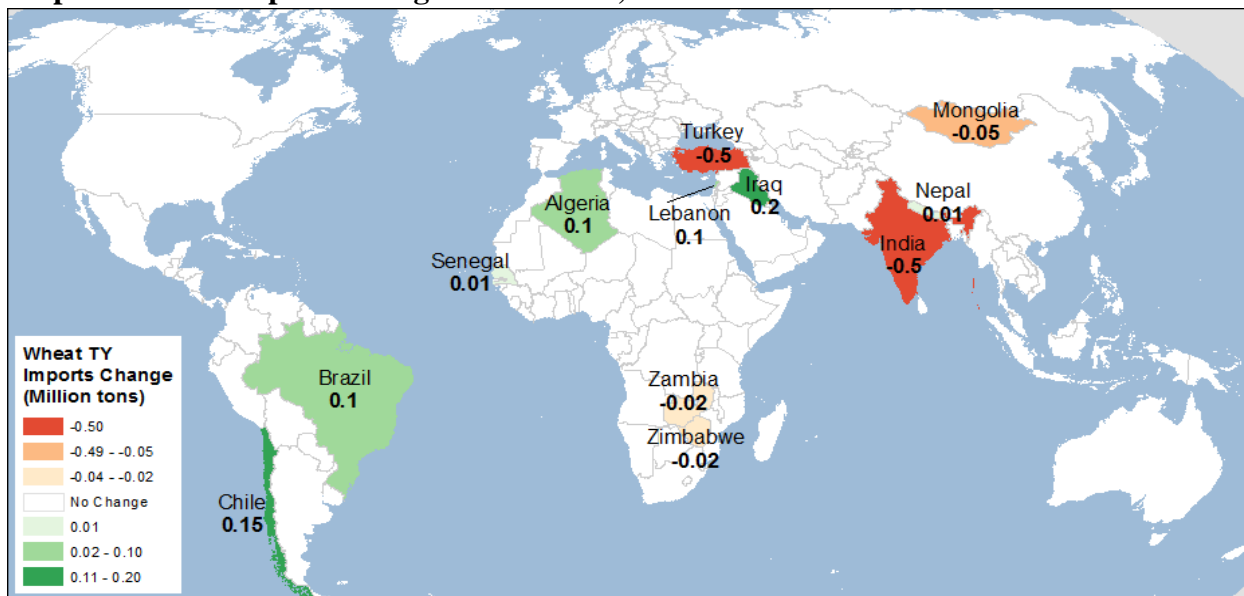 Mongolia
-0.05
Turkey
-0.5
Iraq
0.2
Nepal
0.01
Algeria
0.1
Lebanon
0.1
India
-0.5
Senegal
0.01
Brazil
0.1
Zambia
-0.02
Zimbabwe
-0.02
Chile
0.15
Wheat TY
Imports Change
(Million tons)
-0.50
-0.49 - -0.05
-0.04 - -0.02
No Change
0.01
0.02 - 0.10
0.11 - 0.20